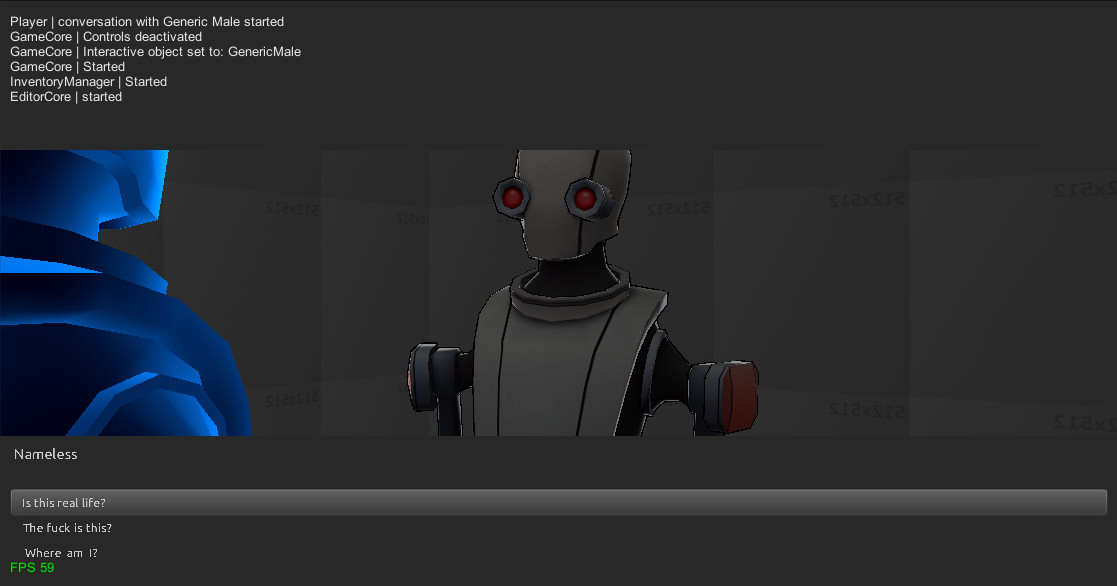 Player | conversation with Generic Male started
GameCore | Controls deactivated
GameCore | Interactive object set to: GenericMale
GameCore | Started
InventoryManager | Started
EditorCore | started
512x512
512x512
512x512
512x512
512x512
512x512
512x512
512x512
Nameless
Is this real life?
The fuck is this?
Where am I?
FPS 59